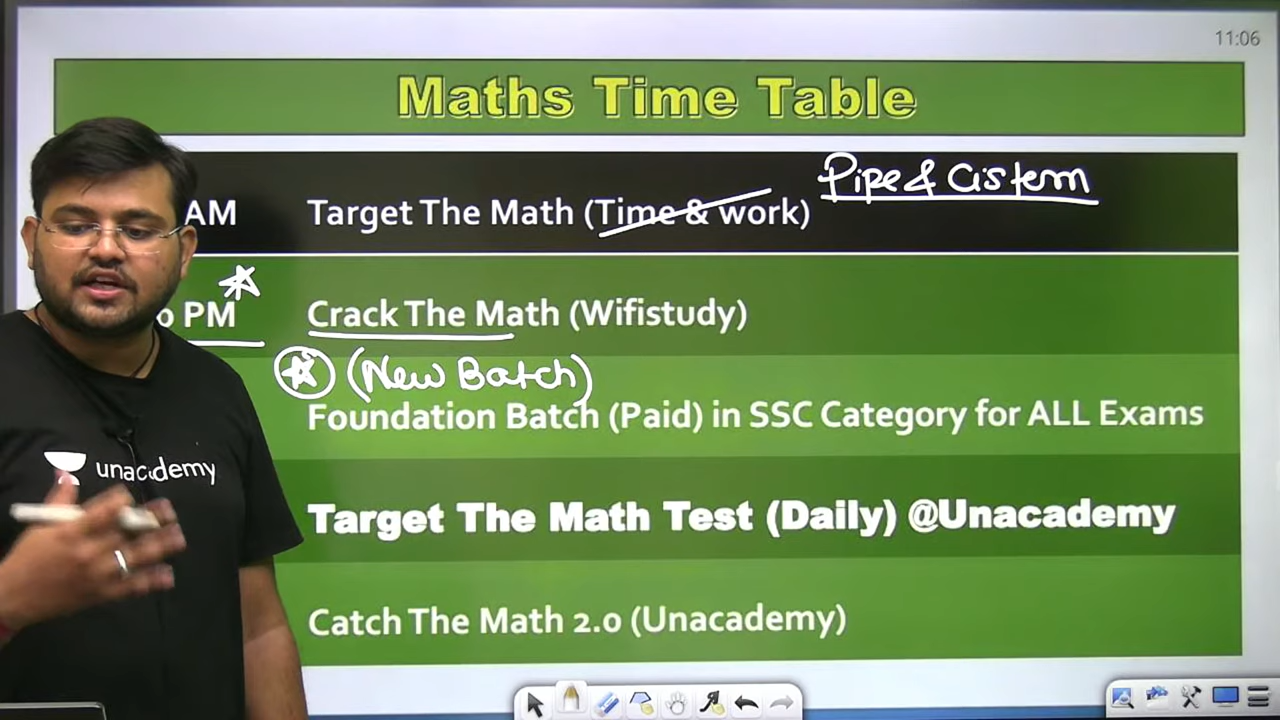 11:06
Maths Time Table
Pipe & Cistern
AM Target The Math (Time & work)
0 PM Crack The Math (Wifistudy)
(New Batch)
Foundation Batch (Paid) in SSC Category for ALL Exams
unacademy
Target The Math Test (Daily) @Unacademy
Catch The Math 2.0 (Unacademy)